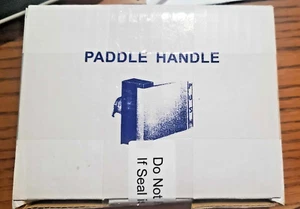 PADDLE HANDLE
Do Not
If Seal i